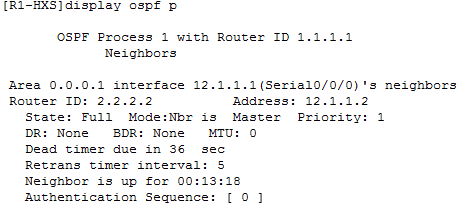 [R1-HXS]display ospf p
OSPF Process 1 with Router ID 1.1.1.1
Neighbors
Area 0.0.0.1 interface 12.1.1.1(Serial0/0/0)'s neighbors
Router ID: 2.2.2.2 Address: 12.1.1.2
State: Full Mode:Nbr is Master Priority: 1
DR: None BDR: None MTU: 0
Dead timer due in 36 sec
Retrans timer interval: 5
Neighbor is up for 00:13:18
Authentication Sequence: [ 0 ]